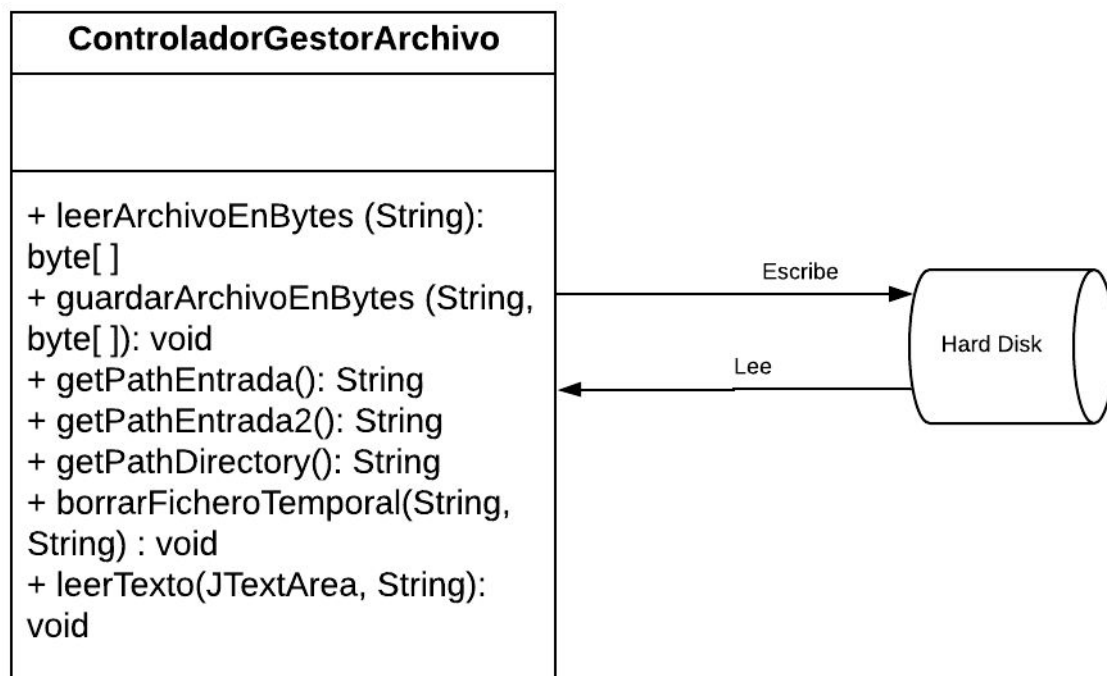 ControladorGestorArchivo
+ leerArchivoEnBytes (String):
byte[ ]
+ guardarArchivoEnBytes (String,
byte[ ]): void
+ getPathEntrada(): String
+ getPathEntrada2(): String
+ getPathDirectory(): String
+ borrarFicheroTemporal(String,
String) : void
+ leerTexto(JTextArea, String):
void
Escribe
Lee
Hard Disk